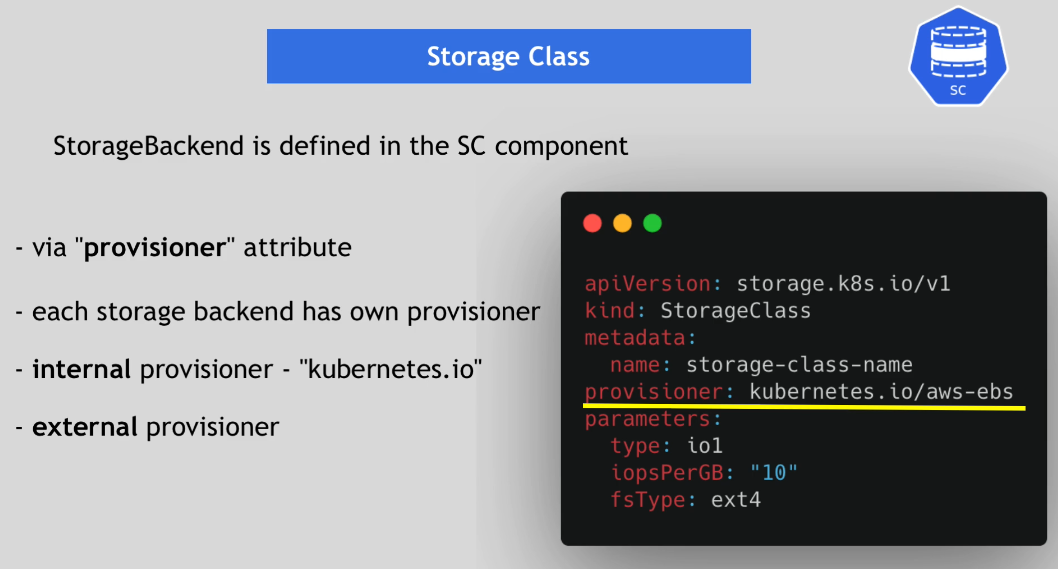 Storage Class
SC
StorageBackend is defined in the SC component
- via "provisioner" attribute
- each storage backend has own provisioner
- internal provisioner - "kubernetes.io"
- external provisioner
apiVersion: storage.k8s.io/v1
kind: StorageClass
metadata:
  name: storage-class-name
provisioner: kubernetes.io/aws-ebs
parameters:
  type: io1
  iopsPerGB: "10"
  fsType: ext4